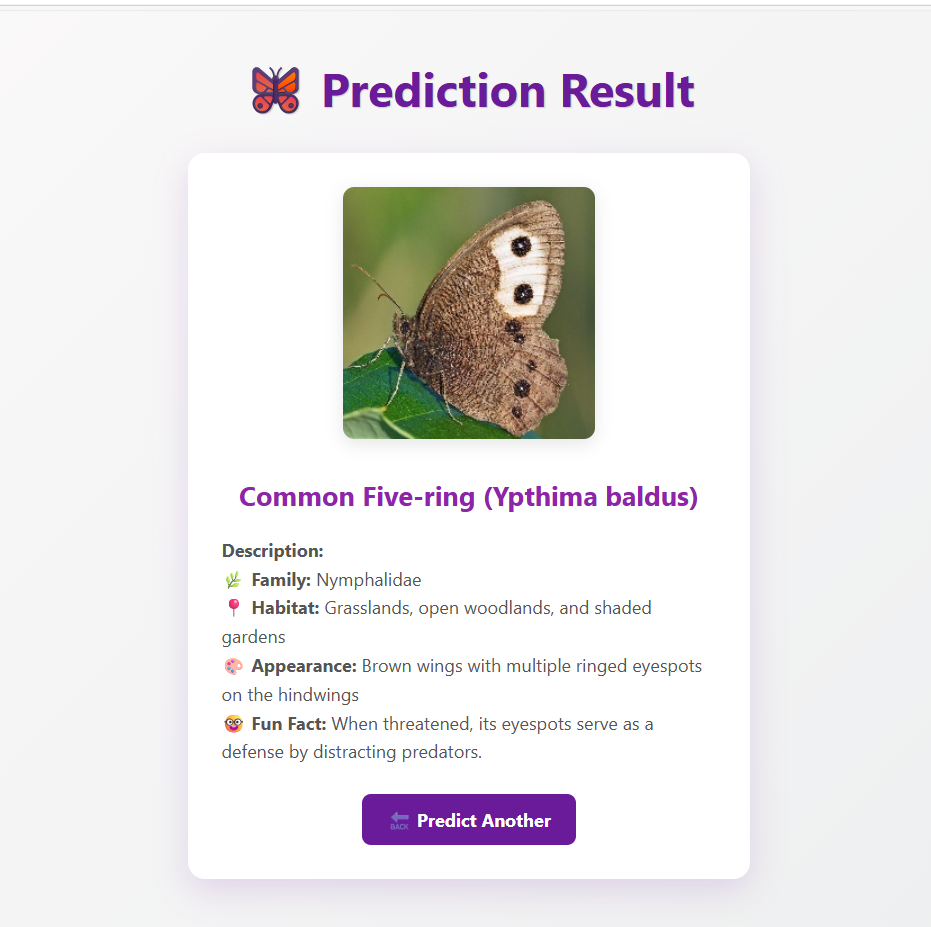 Prediction Result
Common Five-ring (Ypthima baldus)
Description:
Family: Nymphalidae
Habitat: Grasslands, open woodlands, and shaded
gardens
Appearance: Brown wings with multiple ringed eyespots
on the hindwings
Fun Fact: When threatened, its eyespots serve as a
defense by distracting predators.
BACK Predict Another